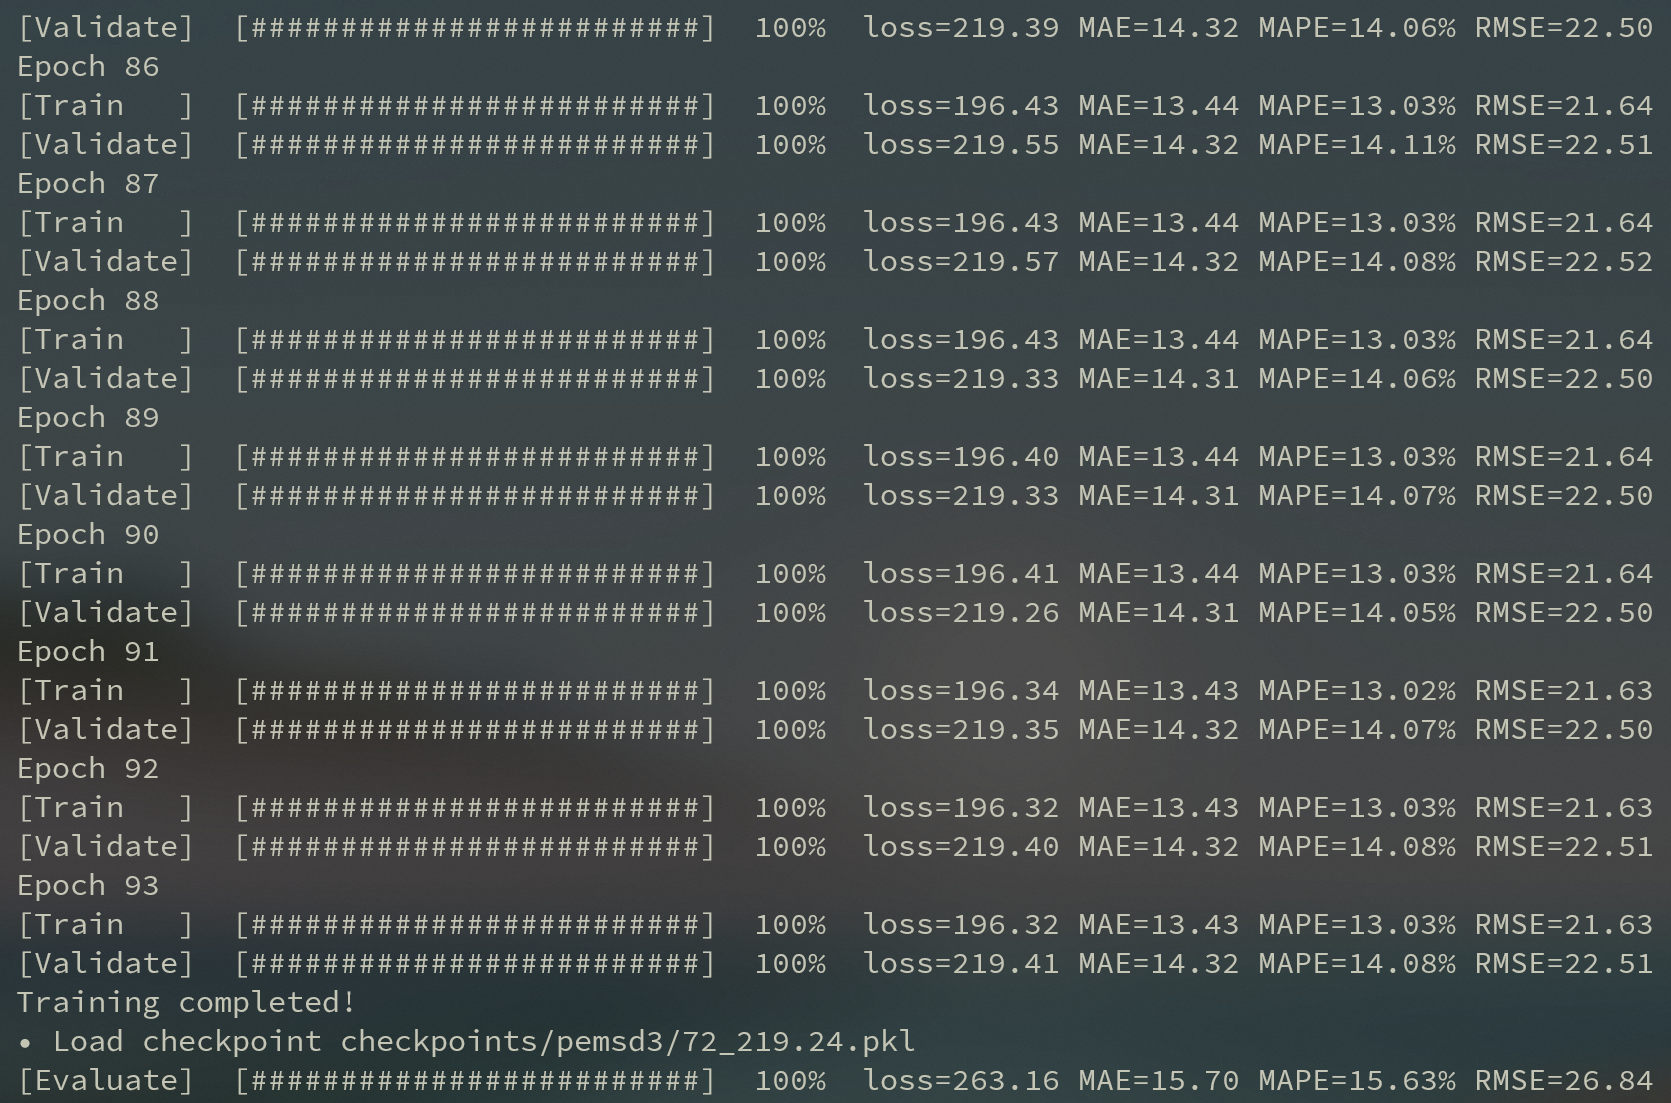 [Validate]  [#########################]  100%  loss=219.39 MAE=14.32 MAPE=14.06% RMSE=22.50
Epoch 86
[Train   ]  [#########################]  100%  loss=196.43 MAE=13.44 MAPE=13.03% RMSE=21.64
[Validate]  [#########################]  100%  loss=219.55 MAE=14.32 MAPE=14.11% RMSE=22.51
Epoch 87
[Train   ]  [#########################]  100%  loss=196.43 MAE=13.44 MAPE=13.03% RMSE=21.64
[Validate]  [#########################]  100%  loss=219.57 MAE=14.32 MAPE=14.08% RMSE=22.52
Epoch 88
[Train   ]  [#########################]  100%  loss=196.43 MAE=13.44 MAPE=13.03% RMSE=21.64
[Validate]  [#########################]  100%  loss=219.33 MAE=14.31 MAPE=14.06% RMSE=22.50
Epoch 89
[Train   ]  [#########################]  100%  loss=196.40 MAE=13.44 MAPE=13.03% RMSE=21.64
[Validate]  [#########################]  100%  loss=219.33 MAE=14.31 MAPE=14.07% RMSE=22.50
Epoch 90
[Train   ]  [#########################]  100%  loss=196.41 MAE=13.44 MAPE=13.03% RMSE=21.64
[Validate]  [#########################]  100%  loss=219.26 MAE=14.31 MAPE=14.05% RMSE=22.50
Epoch 91
[Train   ]  [#########################]  100%  loss=196.34 MAE=13.43 MAPE=13.02% RMSE=21.63
[Validate]  [#########################]  100%  loss=219.35 MAE=14.32 MAPE=14.07% RMSE=22.50
Epoch 92
[Train   ]  [#########################]  100%  loss=196.32 MAE=13.43 MAPE=13.03% RMSE=21.63
[Validate]  [#########################]  100%  loss=219.40 MAE=14.32 MAPE=14.08% RMSE=22.51
Epoch 93
[Train   ]  [#########################]  100%  loss=196.32 MAE=13.43 MAPE=13.03% RMSE=21.63
[Validate]  [#########################]  100%  loss=219.41 MAE=14.32 MAPE=14.08% RMSE=22.51
Training completed!
• Load checkpoint checkpoints/pemsd3/72_219.24.pkl
[Evaluate]  [#########################]  100%  loss=263.16 MAE=15.70 MAPE=15.63% RMSE=26.84